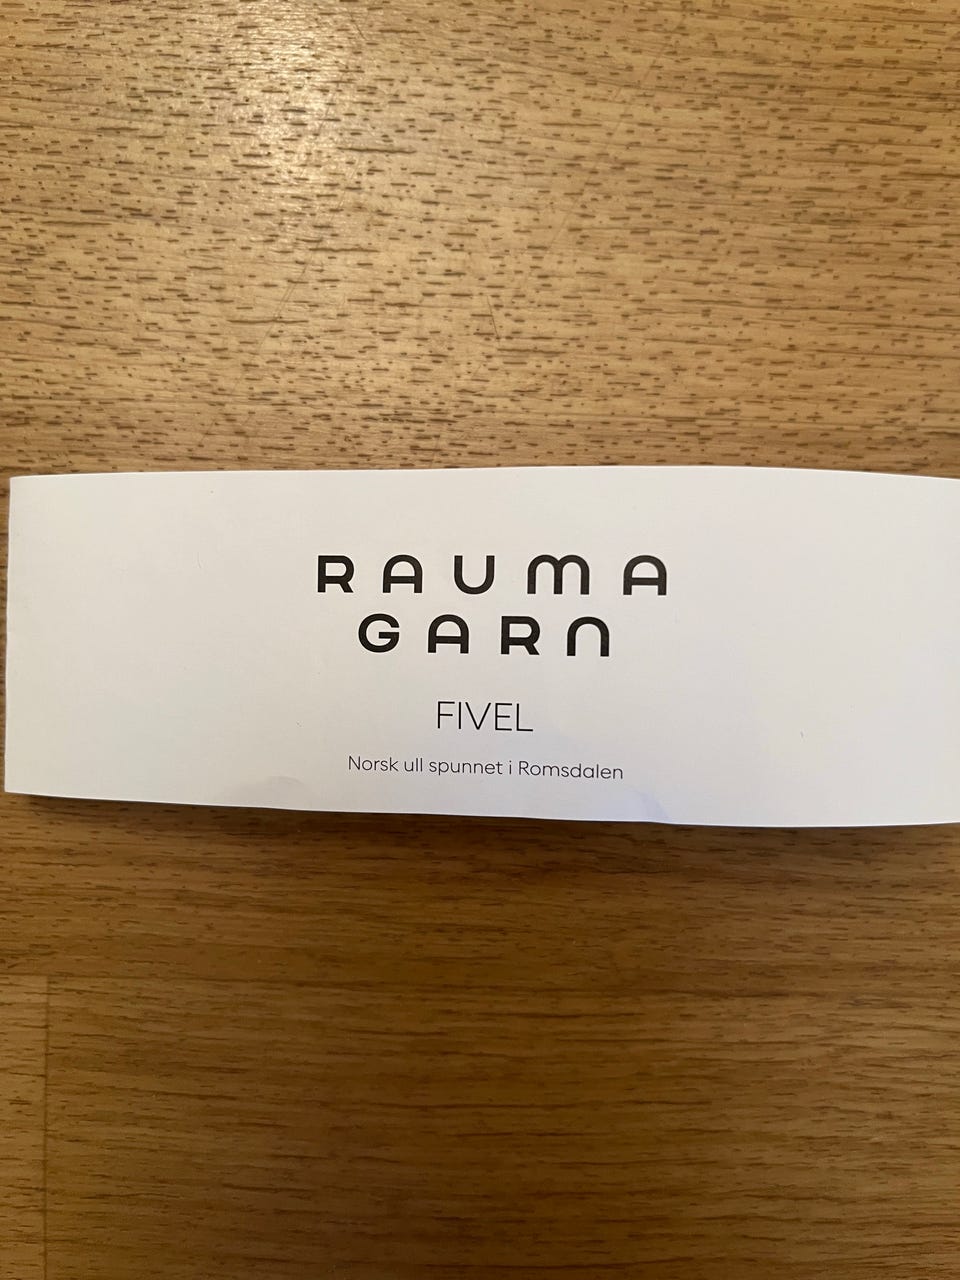 RAUMA
GARN
FIVEL
Norsk ull spunnet i Romsdalen